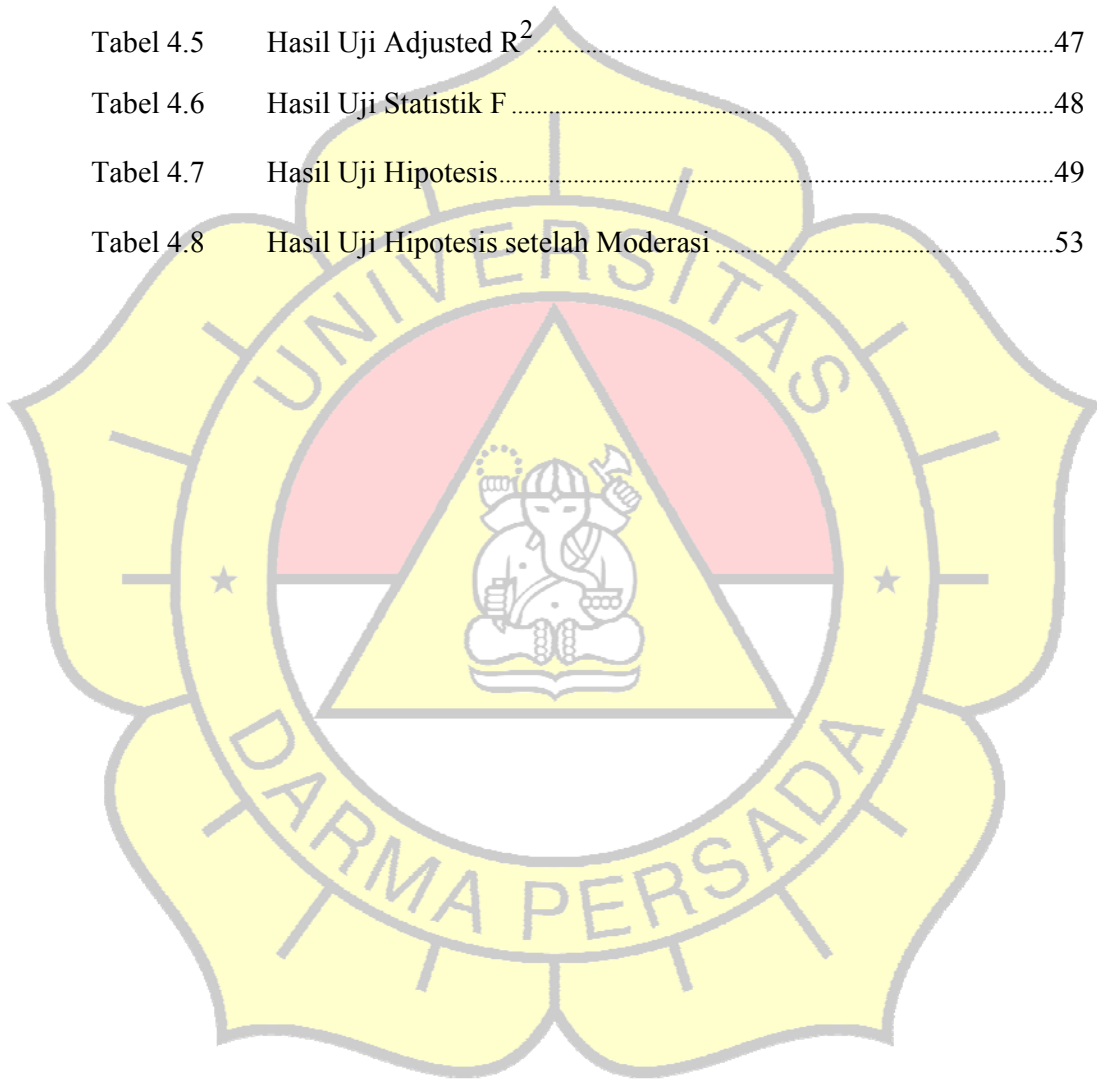 Tabel 4.5 Hasil Uji Adjusted R²...47
Tabel 4.6 Hasil Uji Statistik F...48
Tabel 4.7 Hasil Uji Hipotesis...49
Tabel 4.8 Hasil Uji Hipotesis setelah Moderasi...53
UNIVERSITAS
DARMA PERSADA